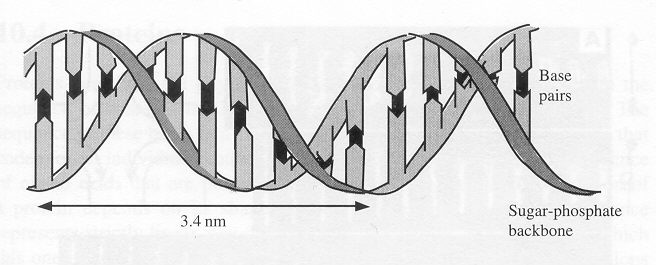 Base
pairs
3.4 nm
Sugar-phosphate
backbone